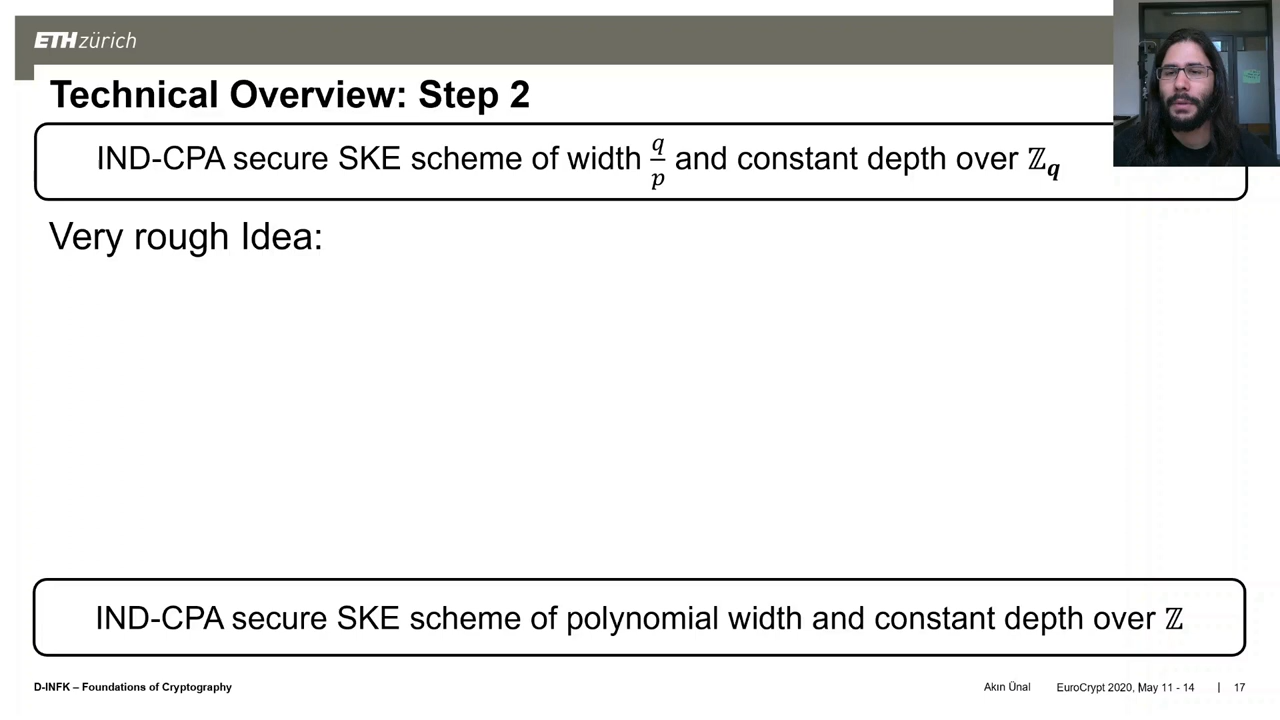 ETH zürich
Technical Overview: Step 2
IND-CPA secure SKE scheme of width q/p and constant depth over ℤq
Very rough Idea:
IND-CPA secure SKE scheme of polynomial width and constant depth over ℤ
D-INFK – Foundations of Cryptography Akın Ünal EuroCrypt 2020, May 11 - 14 | 17